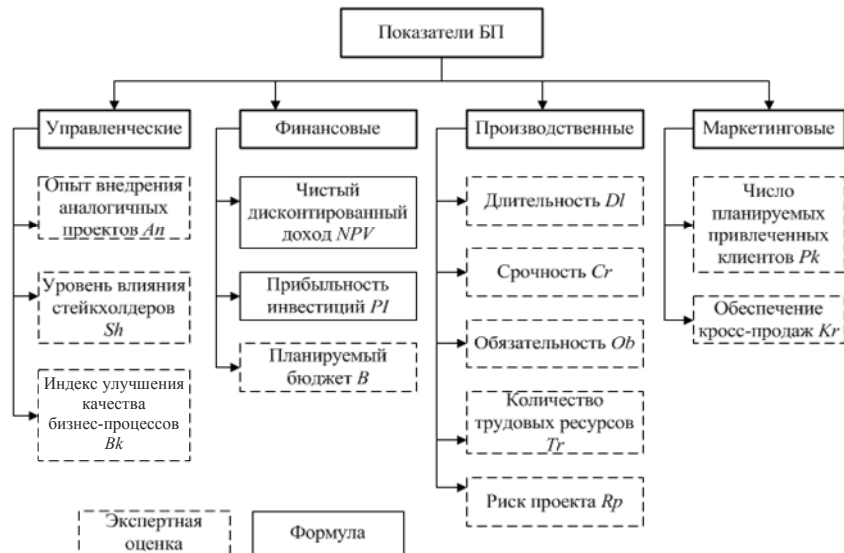 Показатели БП
Управленческие
Опыт внедрения
аналогичных
проектов An
Уровень влияния
стейкхолдеров
Sh
Индекс улучшения
качества
бизнес-процессов
Bk
Финансовые
Чистый
дисконтированный
доход NPV
Прибыльность
инвестиций PI
Планируемый
бюджет B
Производственные
Длительность Dl
Срочность Cr
Обязательность Ob
Количество
трудовых ресурсов
Tr
Риск проекта Rp
Маркетинговые
Число
планируемых
привлеченных
клиентов Pk
Обеспечение
кросс-продаж Kr
Экспертная
оценка
Формула